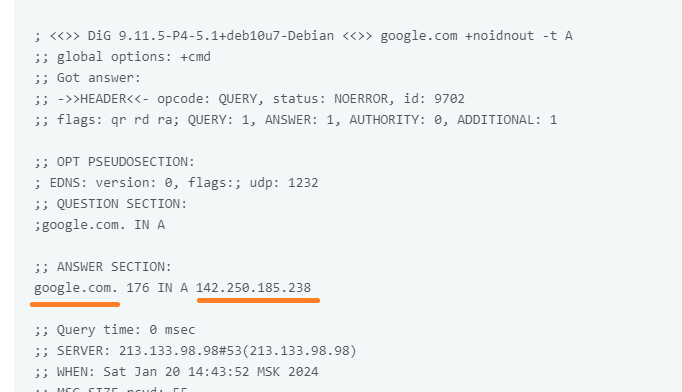 ; <<>> DiG 9.11.5-P4-5.1+deb10u7-Debian <<>> google.com +noidnout -t A
;; global options: +cmd
;; Got answer:
;; ->>HEADER<<- opcode: QUERY, status: NOERROR, id: 9702
;; flags: qr rd ra; QUERY: 1, ANSWER: 1, AUTHORITY: 0, ADDITIONAL: 1
;; OPT PSEUDOSECTION:
; EDNS: version: 0, flags:; udp: 1232
;; QUESTION SECTION:
;google.com. IN A
;; ANSWER SECTION:
google.com. 176 IN A 142.250.185.238
;; Query time: 0 msec
;; SERVER: 213.133.98.98#53(213.133.98.98)
;; WHEN: Sat Jan 20 14:43:52 MSK 2024
;; MSG SIZE rcvd: 55